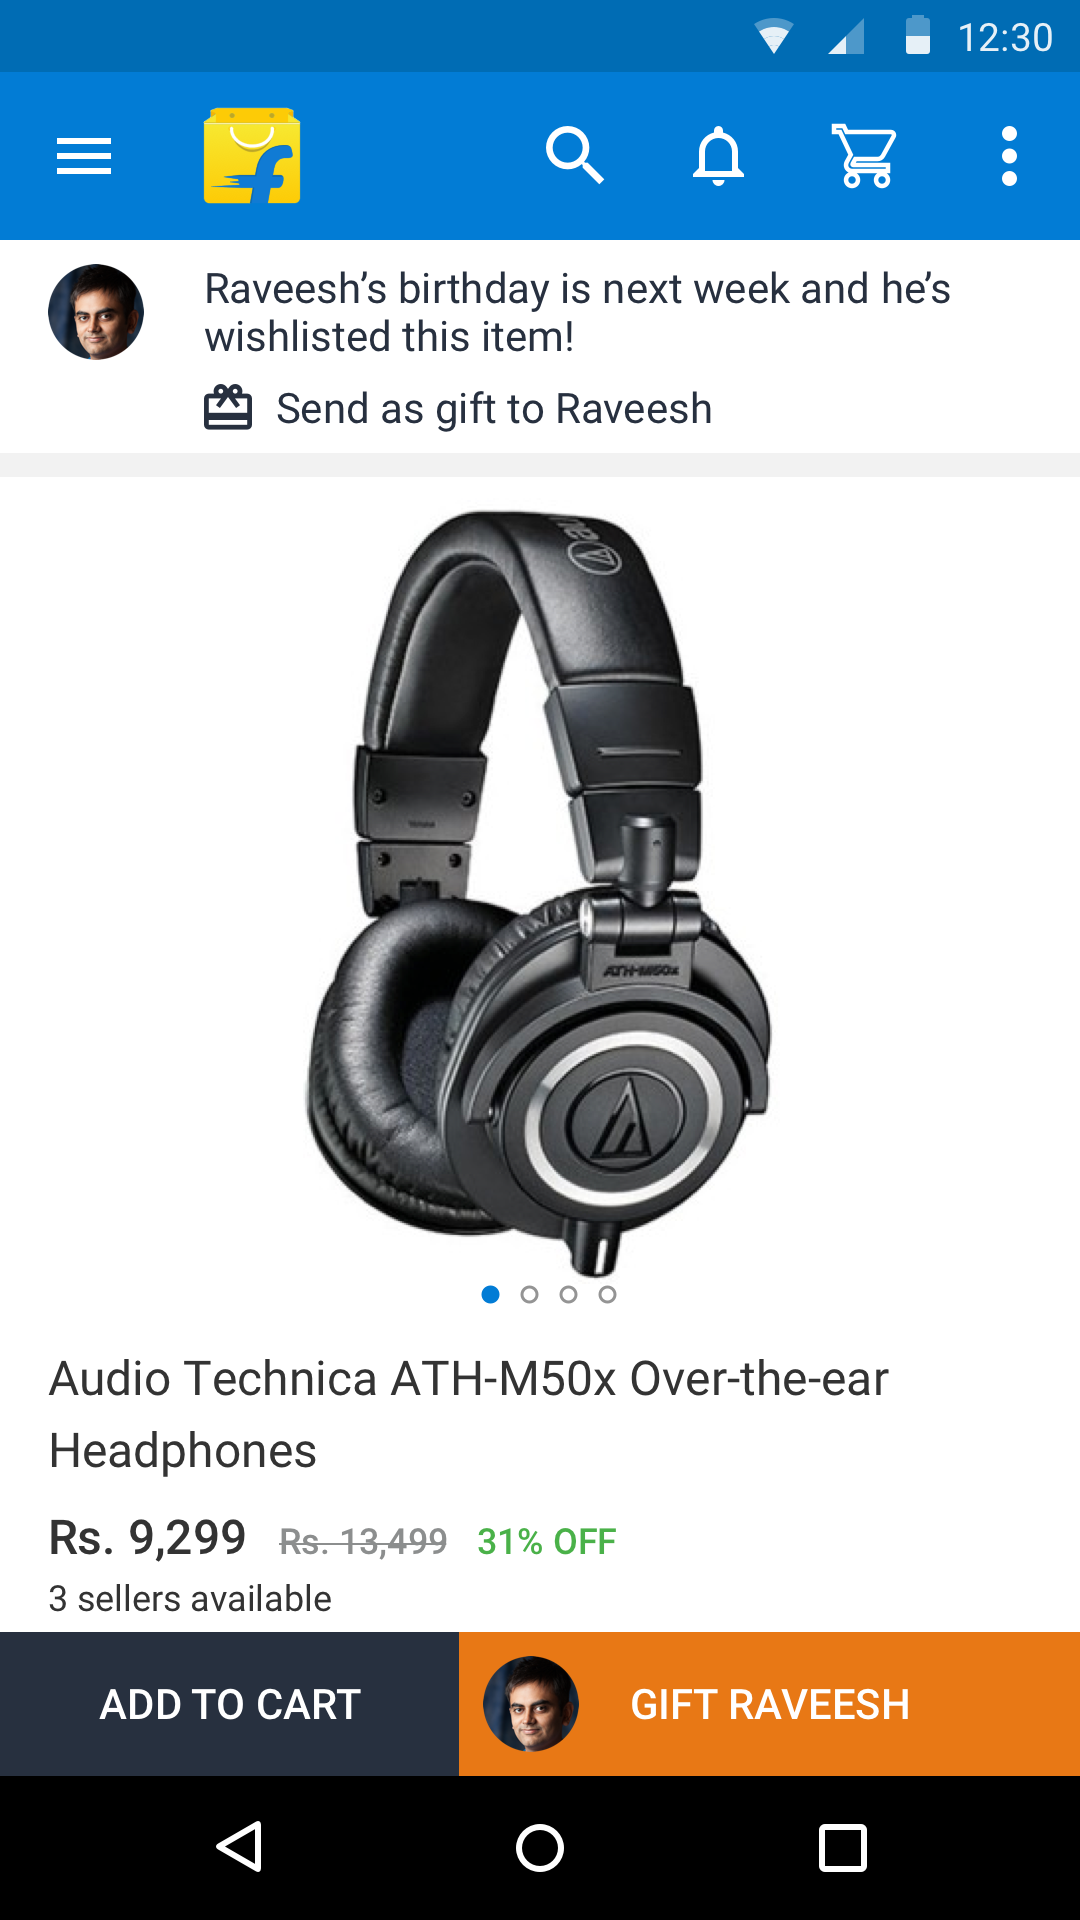 12:30
f
Raveesh’s birthday is next week and he’s
wishlisted this item!
Send as gift to Raveesh
ATH-M50x
Audio Technica ATH-M50x Over-the-ear
Headphones
Rs. 9,299 Rs. 13,499 31% OFF
3 sellers available
ADD TO CART
GIFT RAVEESH